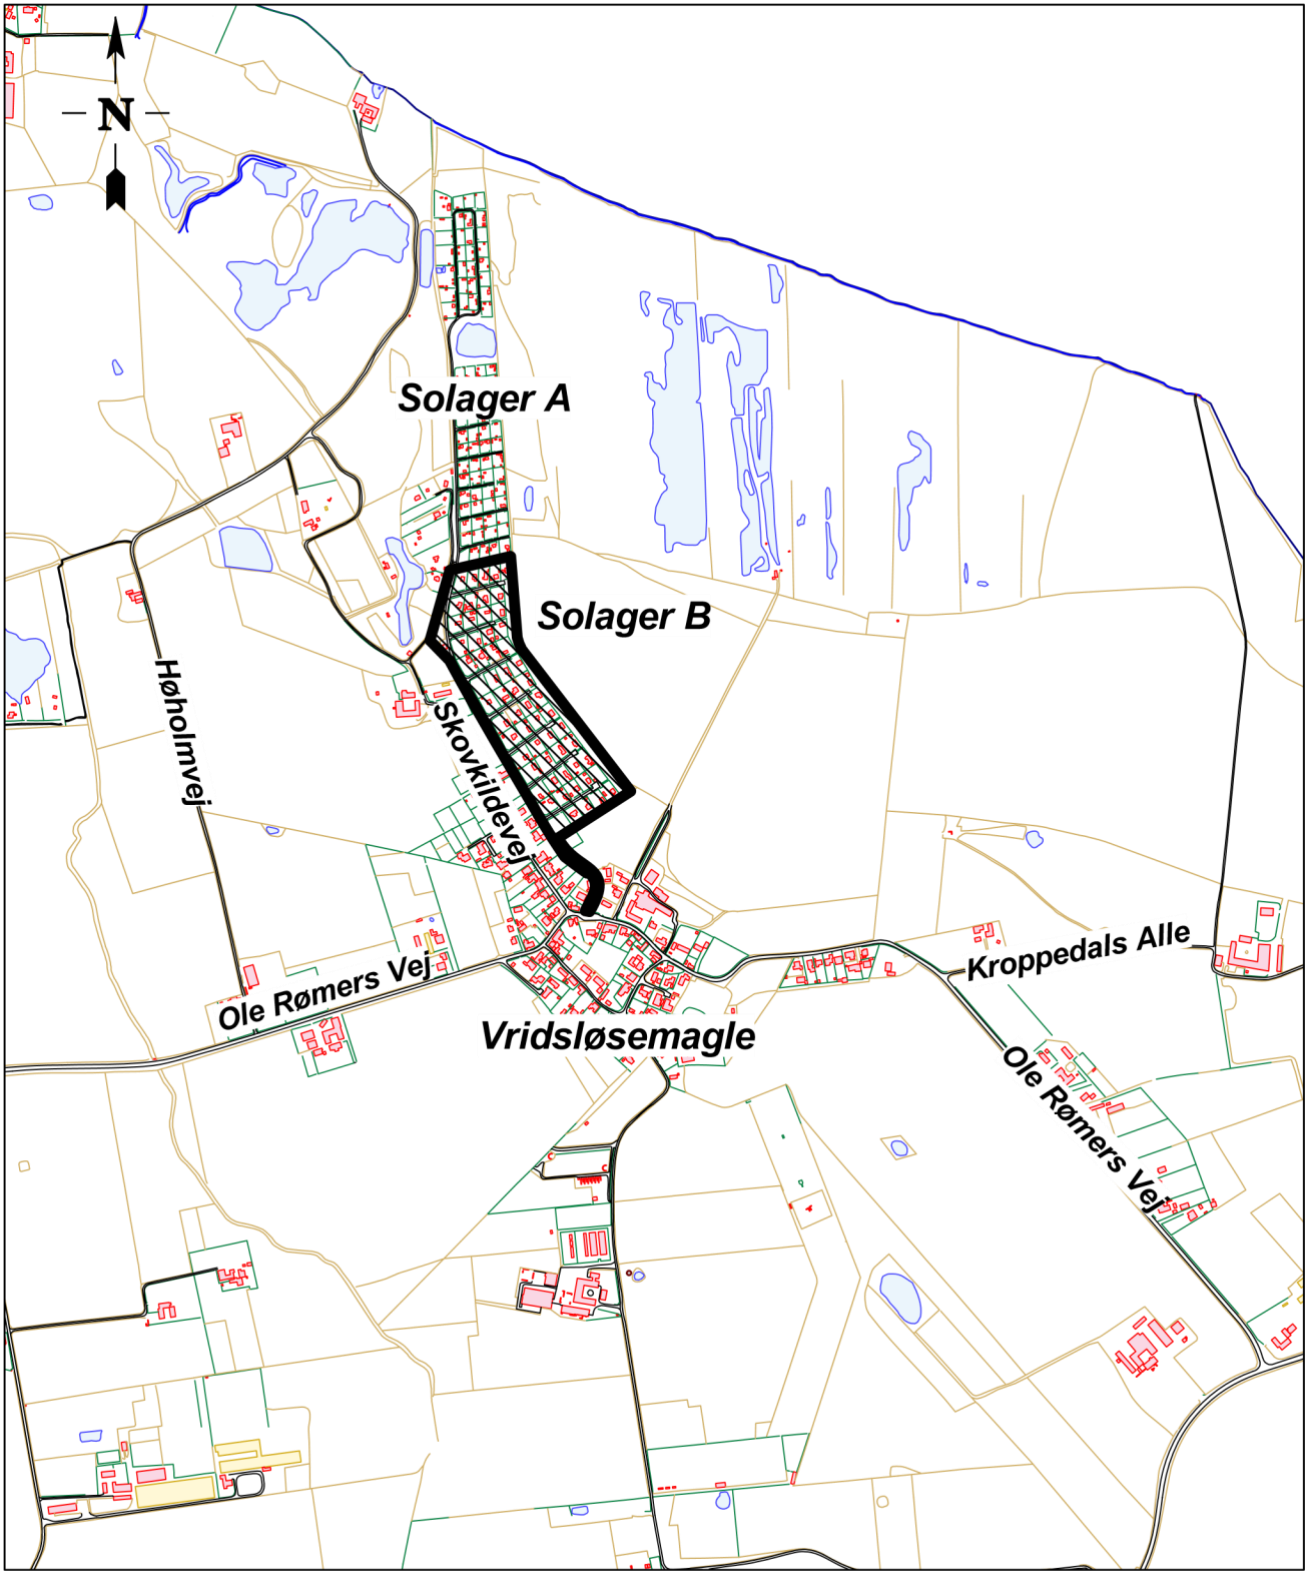 N
Solager A
Solager B
Høholmvej
Skovkildevej
Ole Rømers Vej
Kroppedals Alle
Vridsløsemagle
Ole Rømers Vej